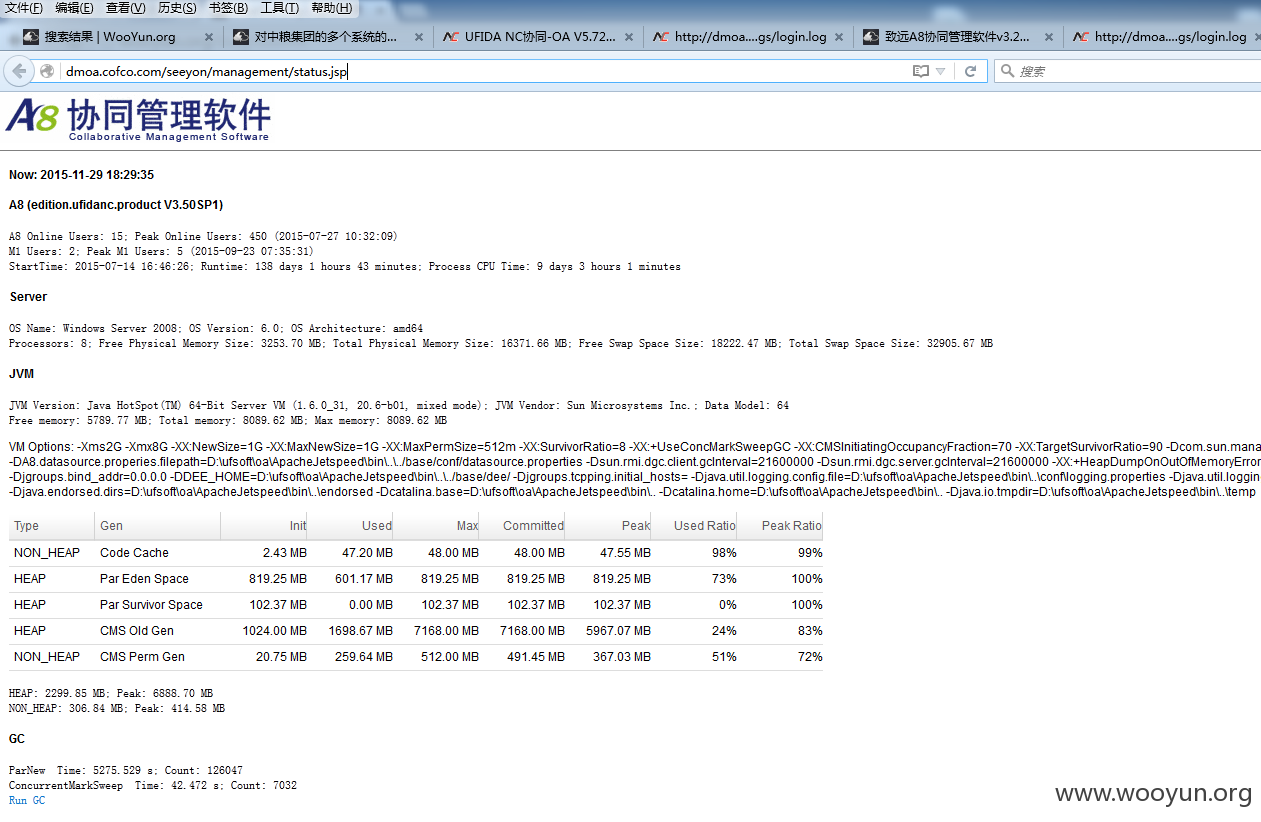 文件(F) 编辑(E) 查看(V) 历史(S) 书签(B) 工具(T) 帮助(H)
搜索结果 | WooYun.org × 对中粮集团的多个系统的... × UFIDA NC协同-OA V5.72... × http://dmoa....gs/login.log × 致远A8协同管理软件v3.2... × http://dmoa....gs/login.log ×
dmoa.cofco.com/seeyon/management/status.jsp 搜索
A8 协同管理软件
Collaborative Management Software
Now: 2015-11-29 18:29:35
A8 (edition.ufidanc.product V3.50SP1)
A8 Online Users: 15; Peak Online Users: 450 (2015-07-27 10:32:09)
M1 Users: 2; Peak M1 Users: 5 (2015-09-23 07:35:31)
StartTime: 2015-07-14 16:46:26; Runtime: 138 days 1 hours 43 minutes; Process CPU Time: 9 days 3 hours 1 minutes
Server
OS Name: Windows Server 2008; OS Version: 6.0; OS Architecture: amd64
Processors: 8; Free Physical Memory Size: 3253.70 MB; Total Physical Memory Size: 16371.66 MB; Free Swap Space Size: 18222.47 MB; Total Swap Space Size: 32905.67 MB
JVM
JVM Version: Java HotSpot(TM) 64-Bit Server VM (1.6.0_31, 20.6-b01, mixed mode); JVM Vendor: Sun Microsystems Inc.; Data Model: 64
Free memory: 5789.77 MB; Total memory: 8089.62 MB; Max memory: 8089.62 MB
VM Options: -Xms2G -Xmx8G -XX:NewSize=1G -XX:MaxNewSize=1G -XX:MaxPermSize=512m -XX:SurvivorRatio=8 -XX:+UseConcMarkSweepGC -XX:CMSInitiatingOccupancyFraction=70 -XX:TargetSurvivorRatio=90 -Dcom.sun.mana
-DA8.datasource.properies.filepath=D:\ufsoft\oa\ApacheJetspeed\bin\..\../base/conf/datasource.properties -Dsun.rmi.dgc.client.gcInterval=21600000 -Dsun.rmi.dgc.server.gcInterval=21600000 -XX:+HeapDumpOnOutOfMemoryError
-Djgroups.bind_addr=0.0.0.0 -DDEE_HOME=D:\ufsoft\oa\ApacheJetspeed\bin\..\../base/dee/ -Djgroups.tcpping.initial_hosts= -Djava.util.logging.config.file=D:\ufsoft\oa\ApacheJetspeed\bin\..\conf\logging.properties -Djava.util.loggin
-Djava.endorsed.dirs=D:\ufsoft\oa\ApacheJetspeed\bin\..\endorsed -Dcatalina.base=D:\ufsoft\oa\ApacheJetspeed\bin\.. -Dcatalina.home=D:\ufsoft\oa\ApacheJetspeed\bin\.. -Djava.io.tmpdir=D:\ufsoft\oa\ApacheJetspeed\bin\..\temp
Type Gen Init Used Max Committed Peak Used Ratio Peak Ratio
NON_HEAP Code Cache 2.43 MB 47.20 MB 48.00 MB 48.00 MB 47.55 MB 98% 99%
HEAP Par Eden Space 819.25 MB 601.17 MB 819.25 MB 819.25 MB 819.25 MB 73% 100%
HEAP Par Survivor Space 102.37 MB 0.00 MB 102.37 MB 102.37 MB 102.37 MB 0% 100%
HEAP CMS Old Gen 1024.00 MB 1698.67 MB 7168.00 MB 7168.00 MB 5967.07 MB 24% 83%
NON_HEAP CMS Perm Gen 20.75 MB 259.64 MB 512.00 MB 491.45 MB 367.03 MB 51% 72%
HEAP: 2299.85 MB; Peak: 6888.70 MB
NON_HEAP: 306.84 MB; Peak: 414.58 MB
GC
ParNew Time: 5275.529 s; Count: 126047
ConcurrentMarkSweep Time: 42.472 s; Count: 7032
Run GC
www.wooyun.org